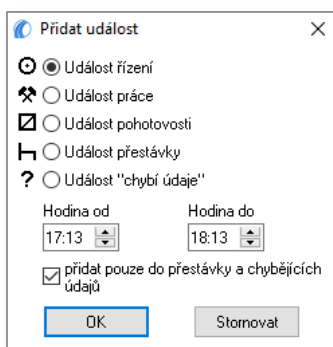 Přidat událost
Událost řízení
Událost práce
Událost pohotovosti
Událost přestávky
? Událost "chybí údaje"
Hodina od Hodina do
17:13 18:13
přidat pouze do přestávky a chybějících
údajů
OK Stornovat